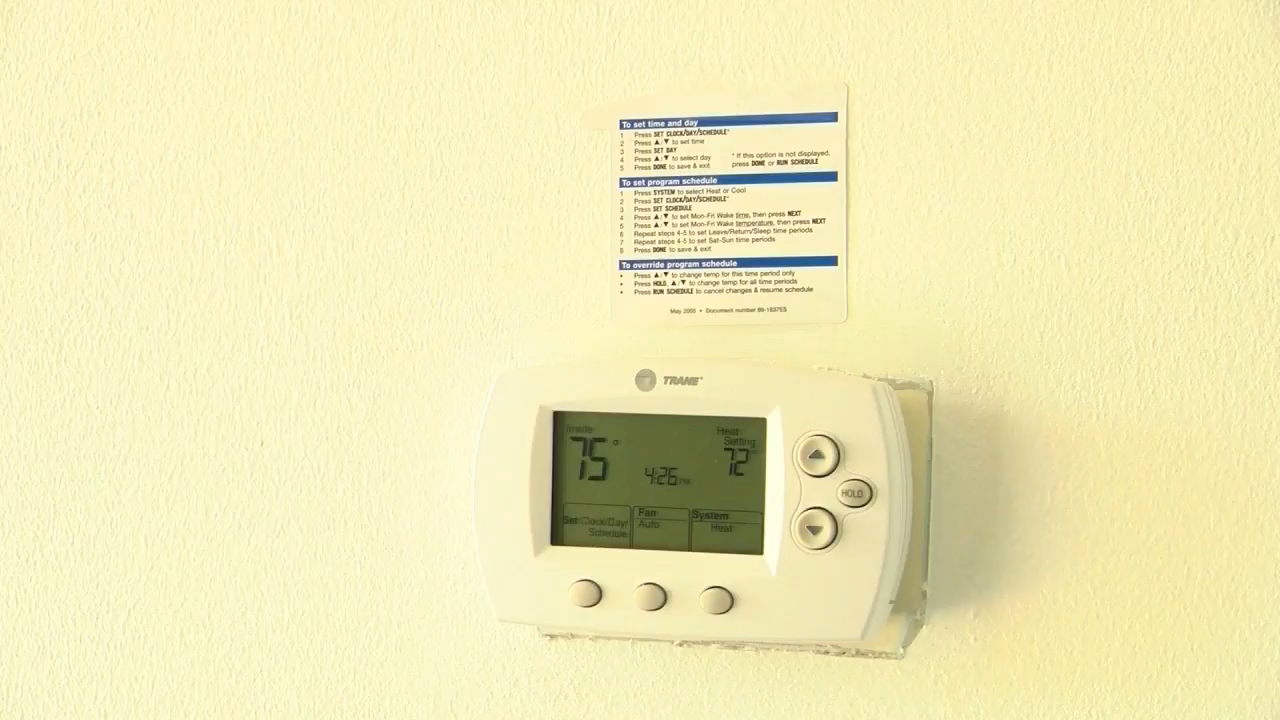 To set time and day
1 Press SET CLOCK/DAY/SCHEDULE*
2 Press ▲/▼ to set time
3 Press SET DAY
4 Press ▲/▼ to select day
5 Press DONE to save & exit
* If this option is not displayed,
press DONE or RUN SCHEDULE
To set program schedule
1 Press SYSTEM to select Heat or Cool
2 Press SET CLOCK/DAY/SCHEDULE*
3 Press SET SCHEDULE
4 Press ▲/▼ to set Mon-Fri Wake time, then press NEXT
5 Press ▲/▼ to set Mon-Fri Wake temperature, then press NEXT
6 Repeat steps 4-5 to set Leave/Return/Sleep time periods
7 Repeat steps 4-5 to set Sat-Sun time periods
8 Press DONE to save & exit
To override program schedule
• Press ▲/▼ to change temp for this time period only
• Press HOLD, ▲/▼ to change temp for all time periods
• Press RUN SCHEDULE to cancel changes & resume schedule
May 2005 • Document number 69-1837ES
TRANE™
Inside
75°
Heat
Setting
72°
4:26 PM
Set Clock/Day/
Schedule
Fan
Auto
System
Heat
HOLD